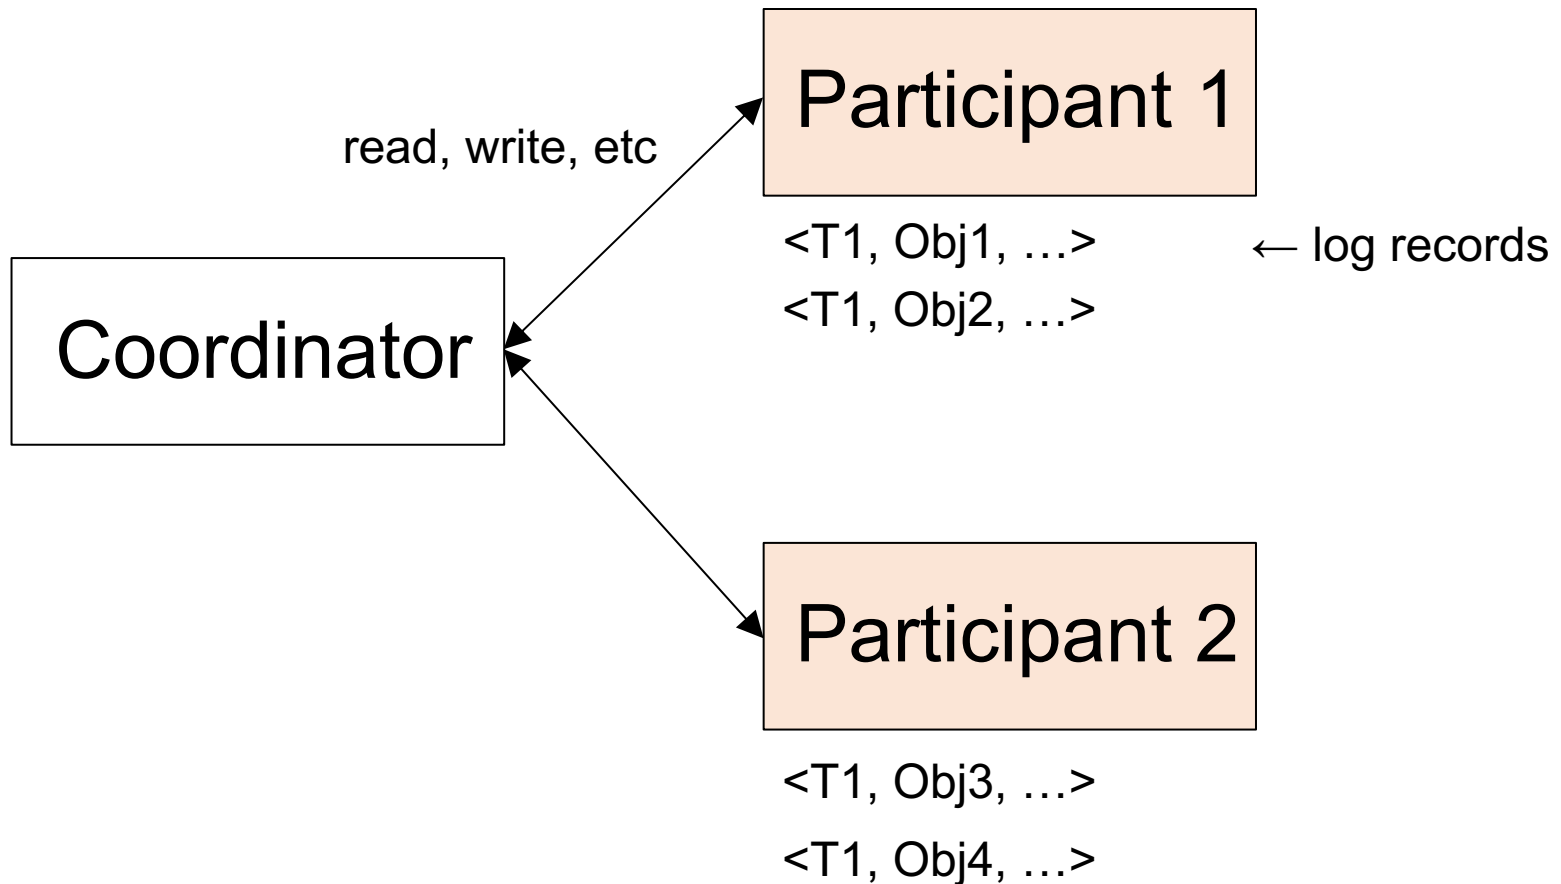 Participant 1
read, write, etc
<T1, Obj1, …>
← log records
<T1, Obj2, …>
Coordinator
Participant 2
<T1, Obj3, …>
<T1, Obj4, …>